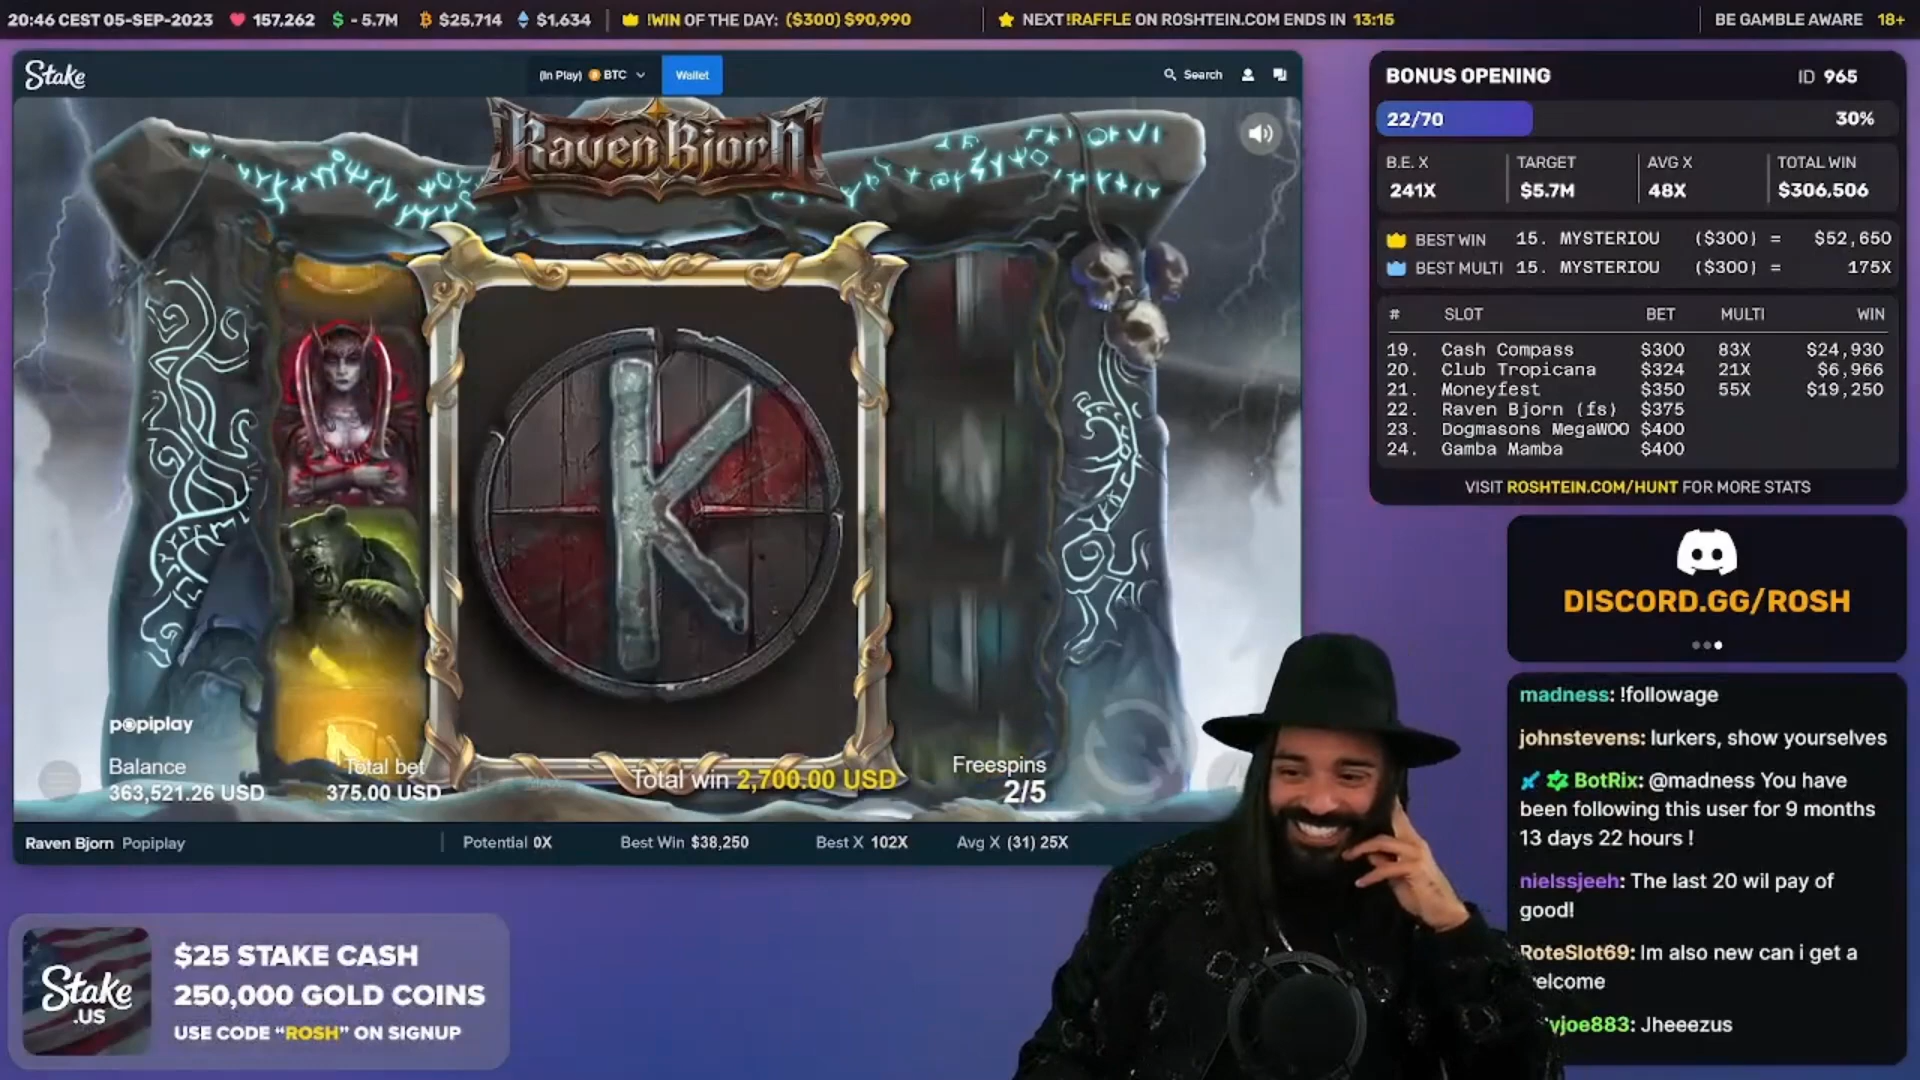 20:46 CEST 05-SEP-2023 157,262 $ - 5.7M $25,714 $1,634 !WIN OF THE DAY: ($300) $90,990 NEXT !RAFFLE ON ROSHTEIN.COM ENDS IN 13:15 BE GAMBLE AWARE 18+
Stake (In Play) BTC Wallet Search
Raven Bjorn
K
popiplay
Balance
363,521.26 USD
Total bet
375.00 USD
Total win 2,700.00 USD
Freespins
2/5
Raven Bjorn Popiplay Potential 0X Best Win $38,250 Best X 102X Avg X (31) 25X
Stake
.US
$25 STAKE CASH
250,000 GOLD COINS
USE CODE “ROSH” ON SIGNUP
BONUS OPENING ID 965
22/70 30%
B.E. X TARGET AVG X TOTAL WIN
241X $5.7M 48X $306,506
BEST WIN 15. MYSTERIOU ($300) = $52,650
BEST MULTI 15. MYSTERIOU ($300) = 175X
# SLOT BET MULTI WIN
19. Cash Compass $300 83X $24,930
20. Club Tropicana $324 21X $6,966
21. Moneyfest $350 55X $19,250
22. Raven Bjorn (fs) $375
23. Dogmasons MegaWOO $400
24. Gamba Mamba $400
VISIT ROSHTEIN.COM/HUNT FOR MORE STATS
DISCORD.GG/ROSH
madness: !followage
johnstevens: lurkers, show yourselves
BotRix: @madness You have
been following this user for 9 months
13 days 22 hours !
nielssjeeh: The last 20 wil pay of
good!
RoteSlot69: Im also new can i get a
elcome
vjoe883: Jheeezus